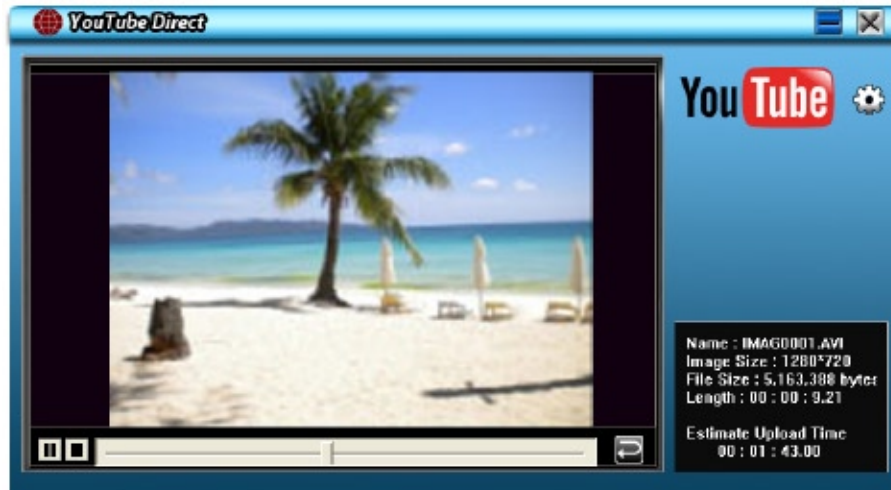 YouTube Direct
You Tube
Name : IMAG0001.AVI
Image Size : 1280*720
File Size : 5,163,388 bytes
Length : 00 : 00 : 9.21
Estimate Upload Time
00 : 01 : 43.00